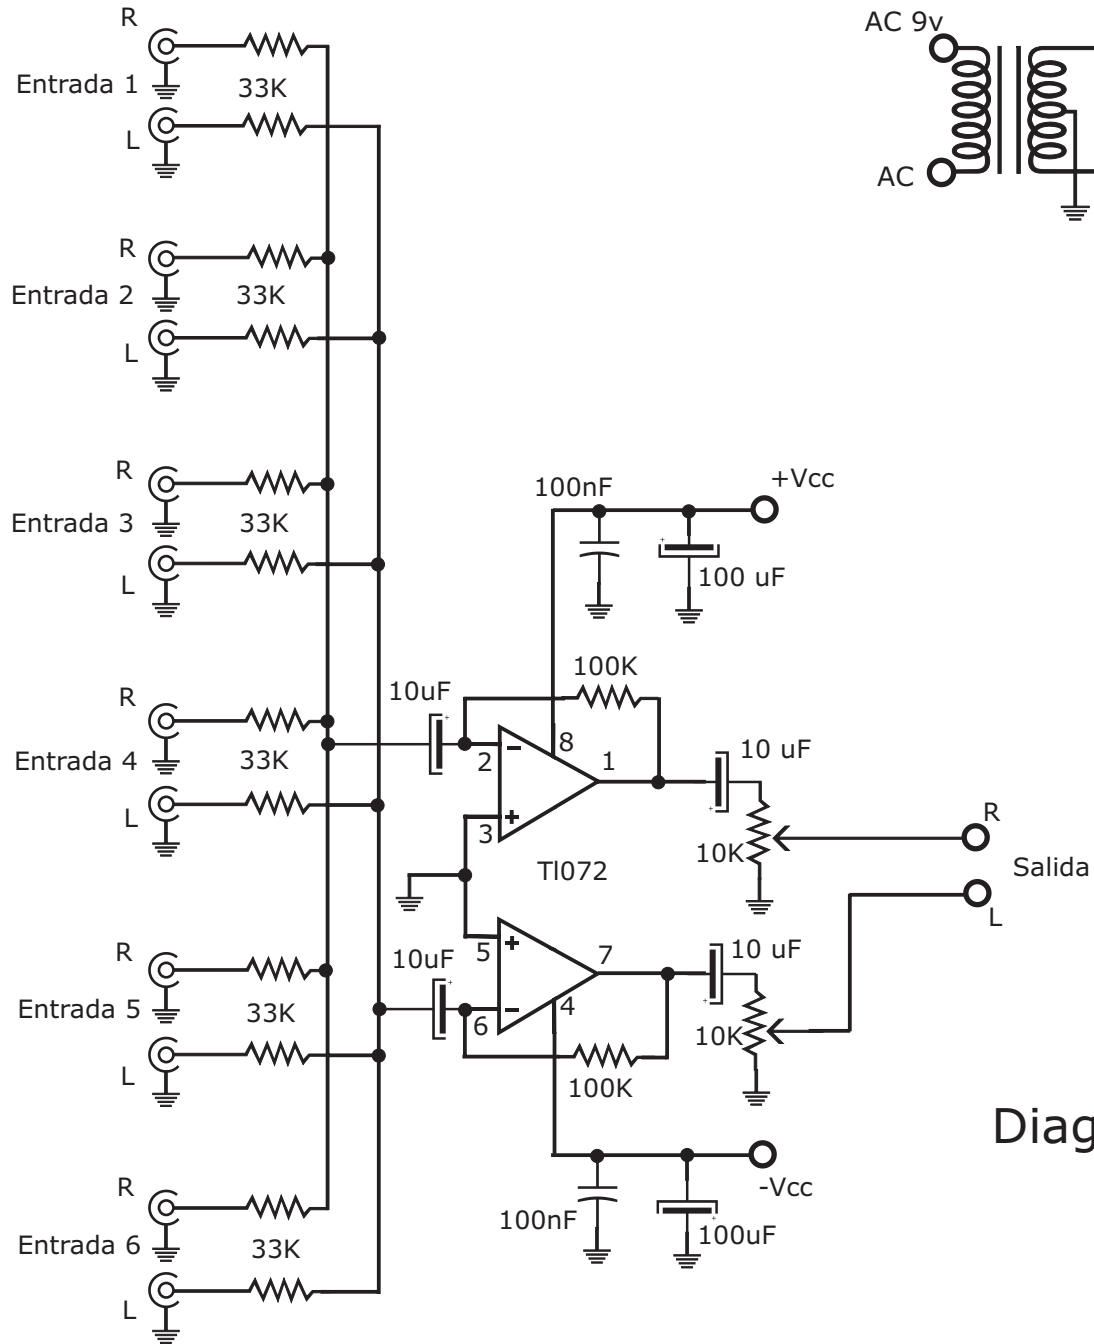 R
Entrada 1
33K
L
AC 9v
AC
R
Entrada 2
33K
L
R
Entrada 3
33K
L
100nF
+Vcc
100 uF
R
Entrada 4
33K
L
10uF
100K
2
8
1
3
10 uF
10K
R
Salida
L
Tl072
10uF
5
7
6
4
10 uF
10K
100K
R
Entrada 5
33K
L
Diag
-Vcc
100nF
100uF
R
Entrada 6
33K
L